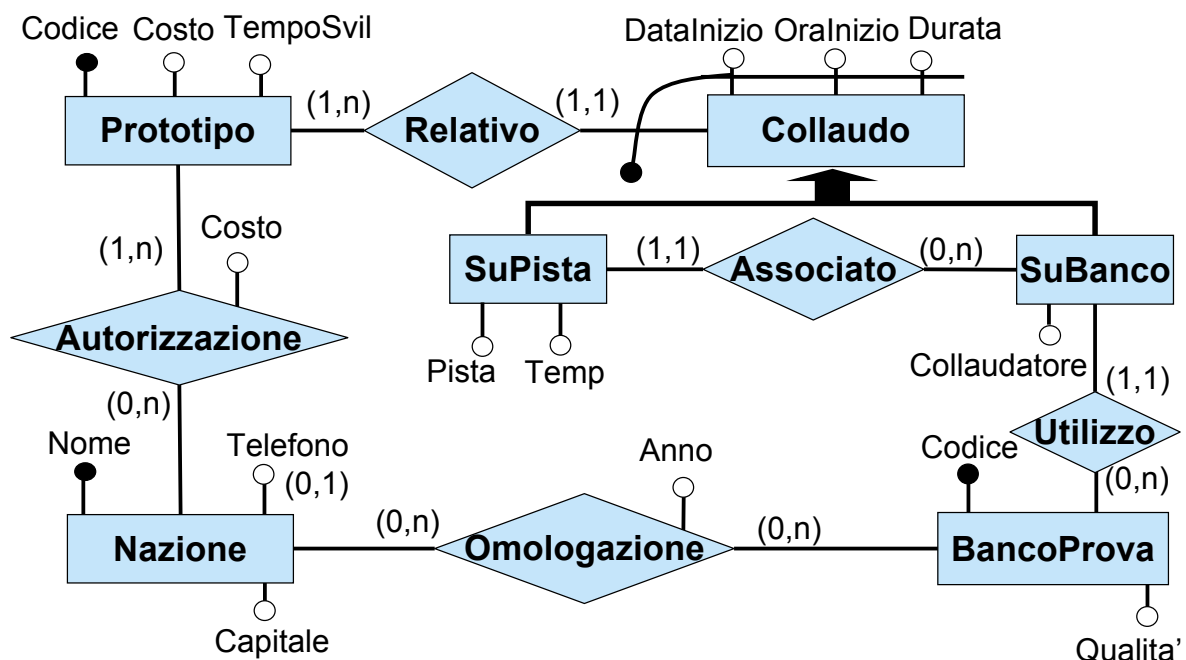 Codice Costo TempoSvil
DataInizio OraInizio Durata
(1,n) (1,1)
Prototipo Relativo Collaudo
(1,n) Costo
(1,1) (0,n)
SuPista Associato SuBanco
Autorizzazione
Pista Temp Collaudatore
(1,1)
(0,n)
Nome Telefono Anno Codice Utilizzo
(0,1) (0,n)
(0,n) (0,n)
Nazione Omologazione BancoProva
Capitale Qualita'